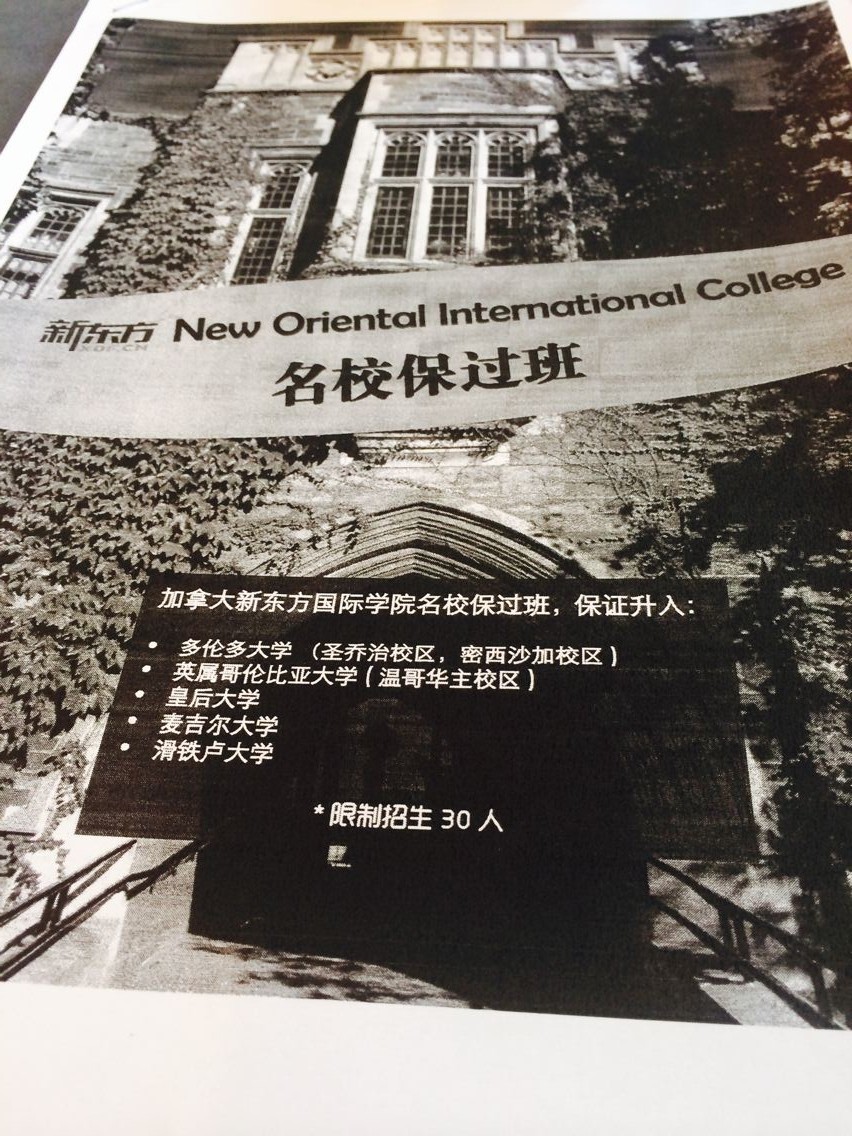 新东方 New Oriental International College
XDF.CN
名校保过班
加拿大新东方国际学院名校保过班，保证升入：
• 多伦多大学 （圣乔治校区，密西沙加校区）
• 英属哥伦比亚大学（温哥华主校区）
• 皇后大学
• 麦吉尔大学
• 滑铁卢大学
*限制招生 30 人